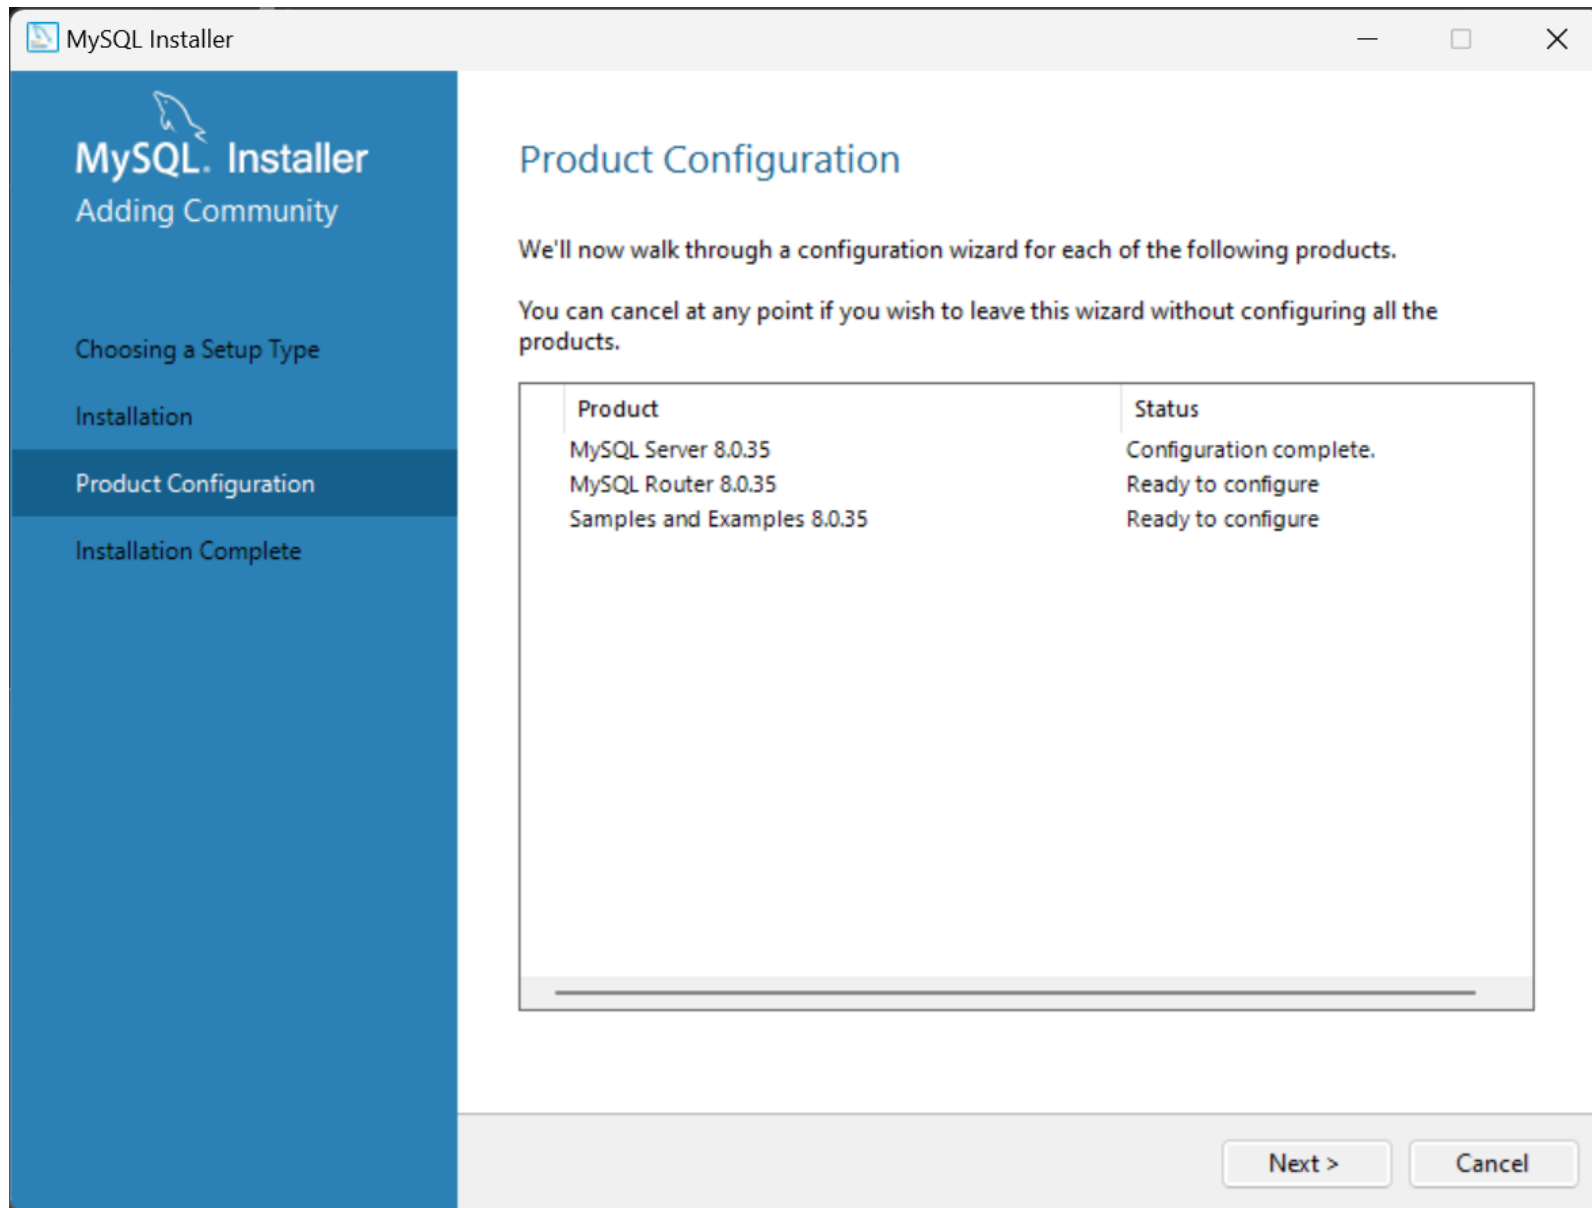 MySQL Installer
MySQL. Installer
Adding Community
Choosing a Setup Type
Installation
Product Configuration
Installation Complete
Product Configuration
We'll now walk through a configuration wizard for each of the following products.
You can cancel at any point if you wish to leave this wizard without configuring all the
products.
Product Status
MySQL Server 8.0.35 Configuration complete.
MySQL Router 8.0.35 Ready to configure
Samples and Examples 8.0.35 Ready to configure
Next > Cancel